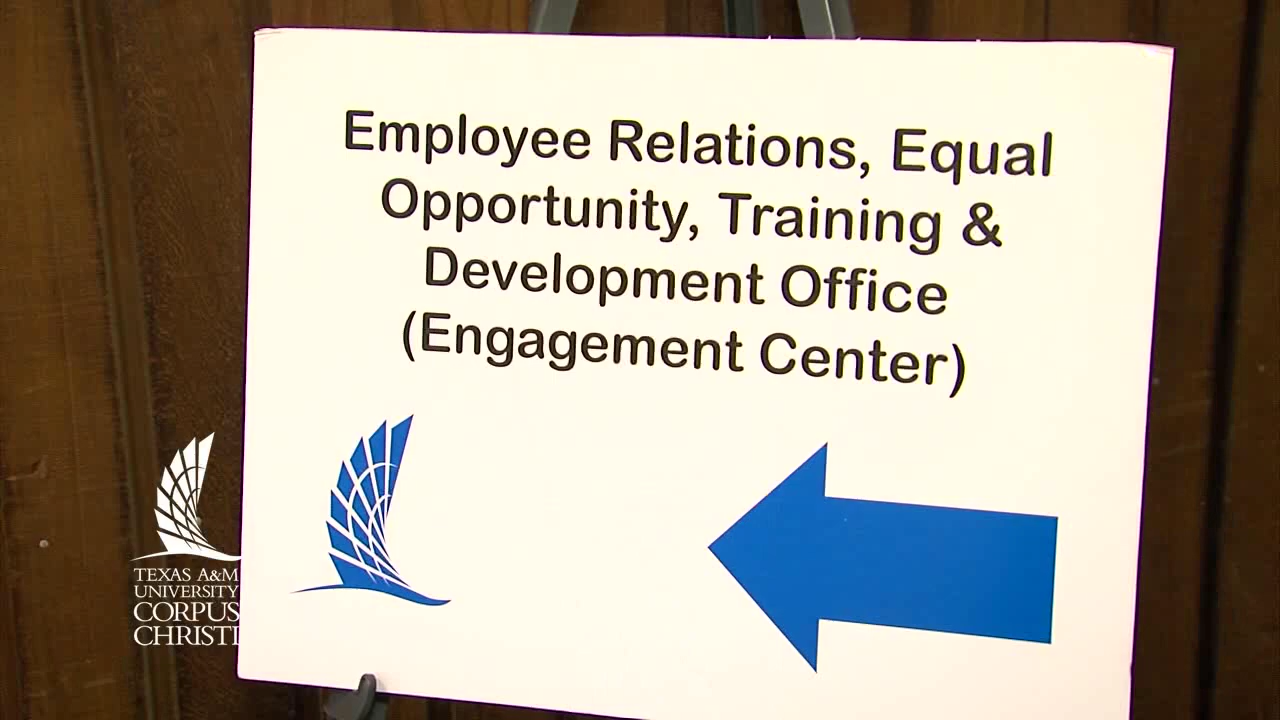 Employee Relations, Equal
Opportunity, Training &
Development Office
(Engagement Center)
TEXAS A&M
UNIVERSITY
CORPUS
CHRISTI